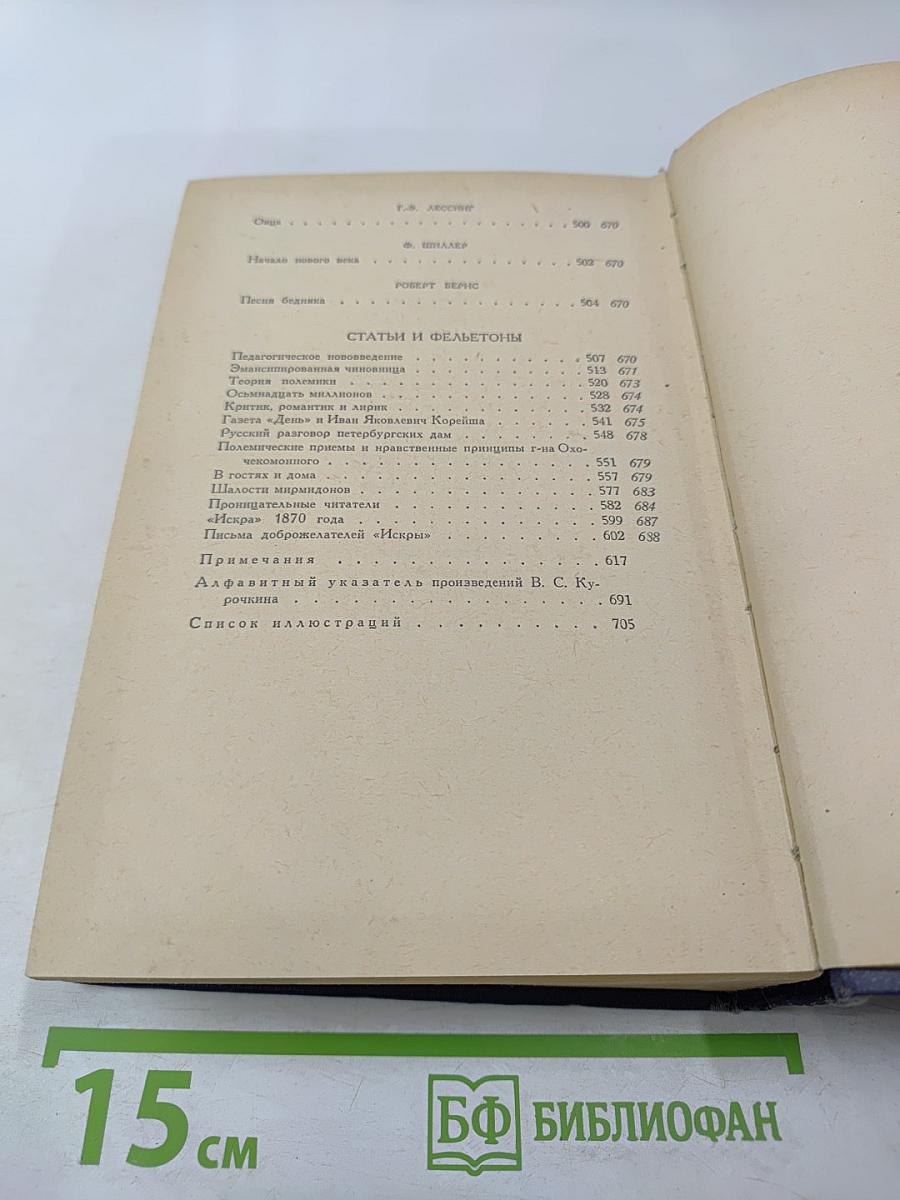 Г.-Э. ЛЕССИНГ
Овца . . . . . . . . . . . . . . . . . . . . 500 670
Ф. ШИЛЛЕР
Начало нового века . . . . . . . . . . . . . . 502 670
РОБЕРТ БЕРНС
Песня бедняка . . . . . . . . . . . . . . . . 504 670
СТАТЬИ И ФЕЛЬЕТОНЫ
Педагогическое нововведение . . . . . . . . . . . 507 670
Эмансипированная чиновница . . . . . . . . . . . 513 671
Теория полемики . . . . . . . . . . . . . . . 520 673
Осьмнадцать миллионов . . . . . . . . . . . . . 528 674
Критик, романтик и лирик . . . . . . . . . . . . 532 674
Газета «День» и Иван Яковлевич Корейша . . . . . . 541 675
Русский разговор петербургских дам . . . . . . . . 548 678
Полемические приемы и нравственные принципы г-на Охо-
чекомонного . . . . . . . . . . . . . . . . 551 679
В гостях и дома . . . . . . . . . . . . . . . . 557 679
Шалости мирмидонов . . . . . . . . . . . . . . 577 683
Проницательные читатели . . . . . . . . . . . . 582 684
«Искра» 1870 года . . . . . . . . . . . . . . 599 687
Письма доброжелателей «Искры» . . . . . . . . . 602 688
Примечания . . . . . . . . . . . . . . . 617
Алфавитный указатель произведений В. С. Ку-
рочкина . . . . . . . . . . . . . . . . . 691
Список иллюстраций . . . . . . . . . . 705
15 см
БФ БИБЛИОФАН